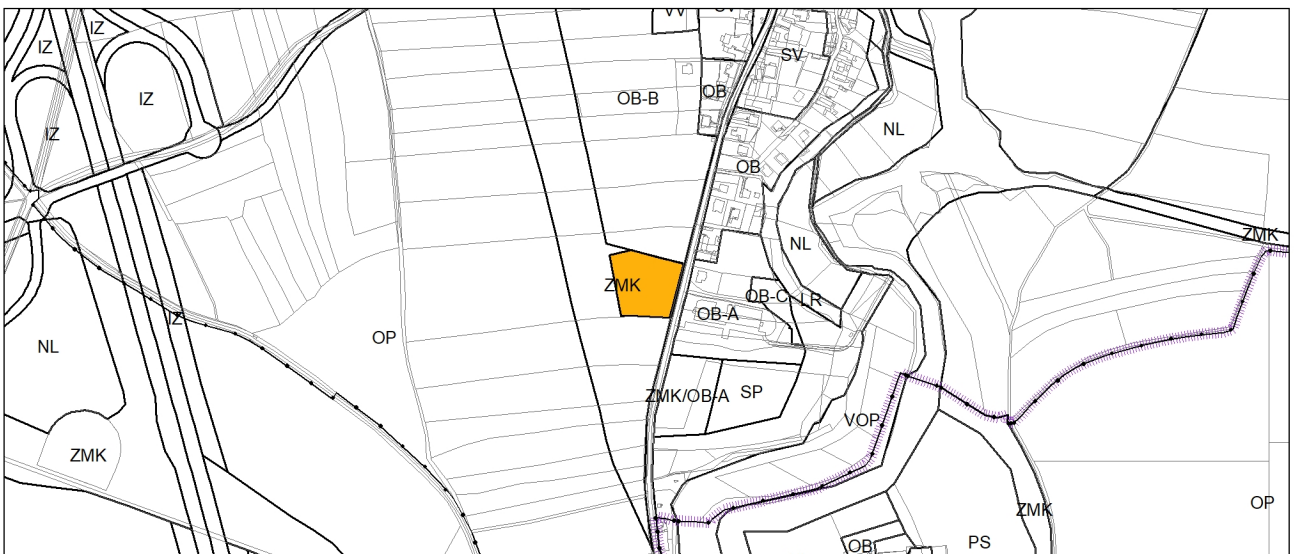 IZ
IZ
SV
IZ
OB-B
OB
IZ
NL
OB
NL
ZMK
ZMK
OB-C
LR
OB-A
IZ
OP
NL
ZMK/OB-A
SP
VOP
ZMK
OP
ZMK
OB
PS